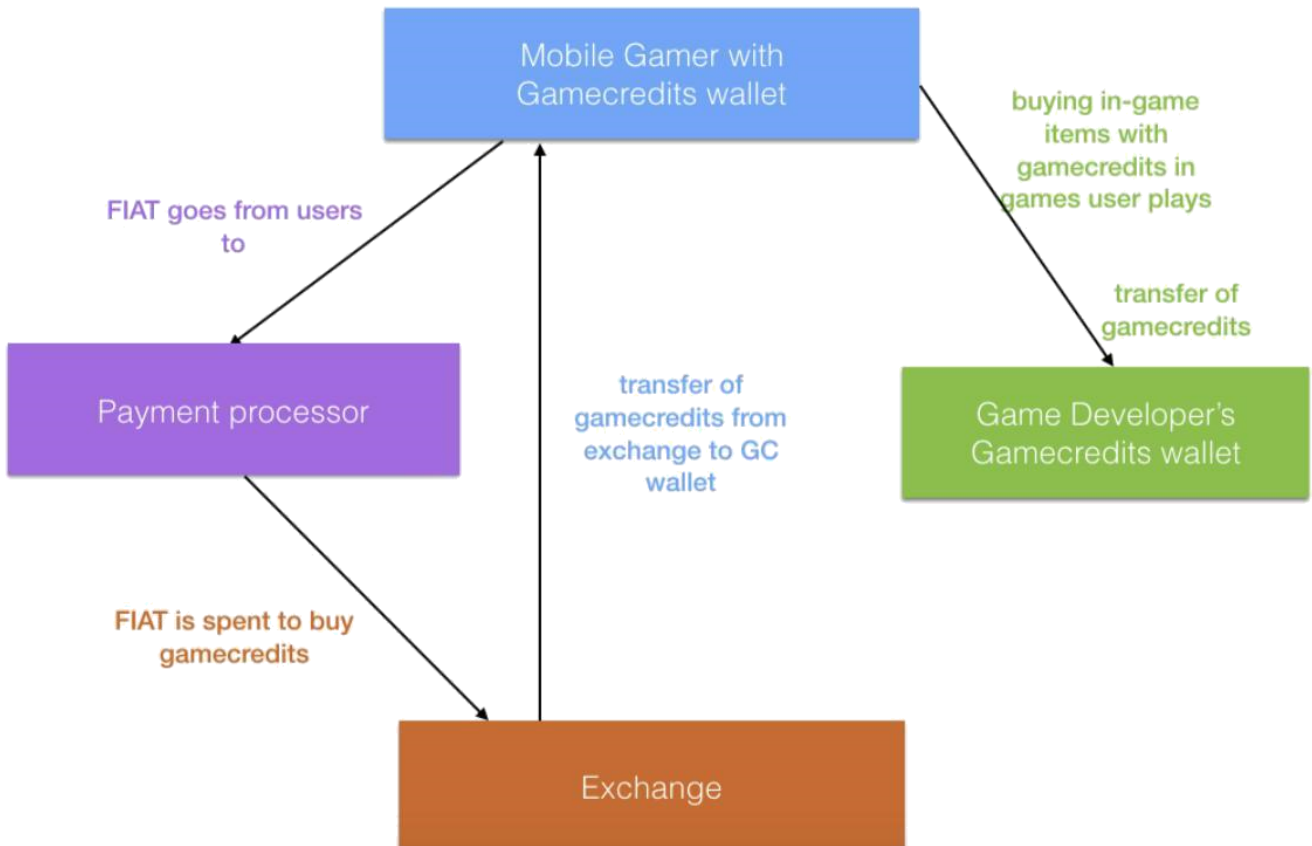 Mobile Gamer with
Gamecredits wallet
buying in-game
items with
gamecredits in
games user plays
FIAT goes from users
to
transfer of
gamecredits
Payment processor
transfer of
gamecredits from
exchange to GC
wallet
Game Developer’s
Gamecredits wallet
FIAT is spent to buy
gamecredits
Exchange